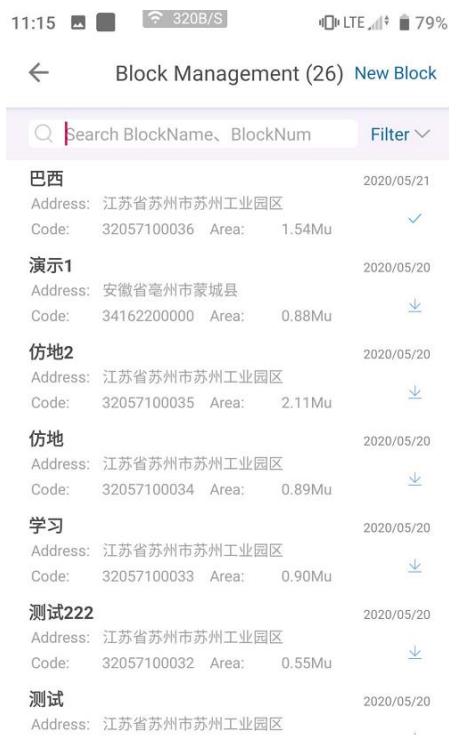 11:15 320B/S LTE 79%
Block Management (26) New Block
Search BlockName、BlockNum Filter
巴西 2020/05/21
Address: 江苏省苏州市苏州工业园区
Code: 32057100036 Area: 1.54Mu
演示1 2020/05/20
Address: 安徽省亳州市蒙城县
Code: 34162200000 Area: 0.88Mu
仿地2 2020/05/20
Address: 江苏省苏州市苏州工业园区
Code: 32057100035 Area: 2.11Mu
仿地 2020/05/20
Address: 江苏省苏州市苏州工业园区
Code: 32057100034 Area: 0.89Mu
学习 2020/05/20
Address: 江苏省苏州市苏州工业园区
Code: 32057100033 Area: 0.90Mu
测试222 2020/05/20
Address: 江苏省苏州市苏州工业园区
Code: 32057100032 Area: 0.55Mu
测试 2020/05/20
Address: 江苏省苏州市苏州工业园区